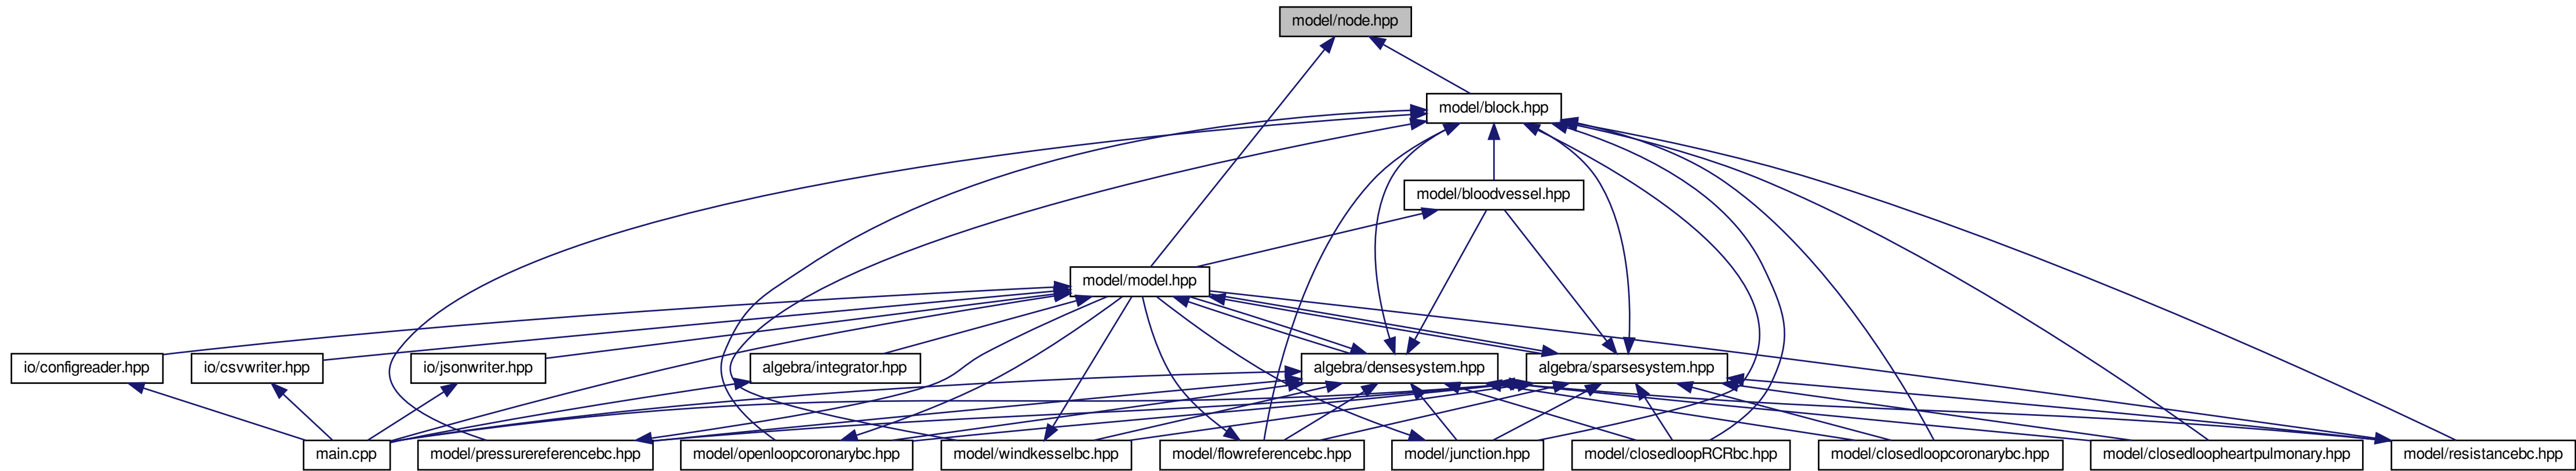 model/node.hpp
model/block.hpp
model/bloodvessel.hpp
model/model.hpp
io/configreader.hpp
io/csvwriter.hpp
io/jsonwriter.hpp
algebra/integrator.hpp
algebra/densesystem.hpp
algebra/sparsesystem.hpp
main.cpp
model/pressurereferencebc.hpp
model/openloopcoronarybc.hpp
model/windkesselbc.hpp
model/flowreferencebc.hpp
model/junction.hpp
model/closedloopRCRbc.hpp
model/closedloopcoronarybc.hpp
model/closedloopheartpulmonary.hpp
model/resistancebc.hpp